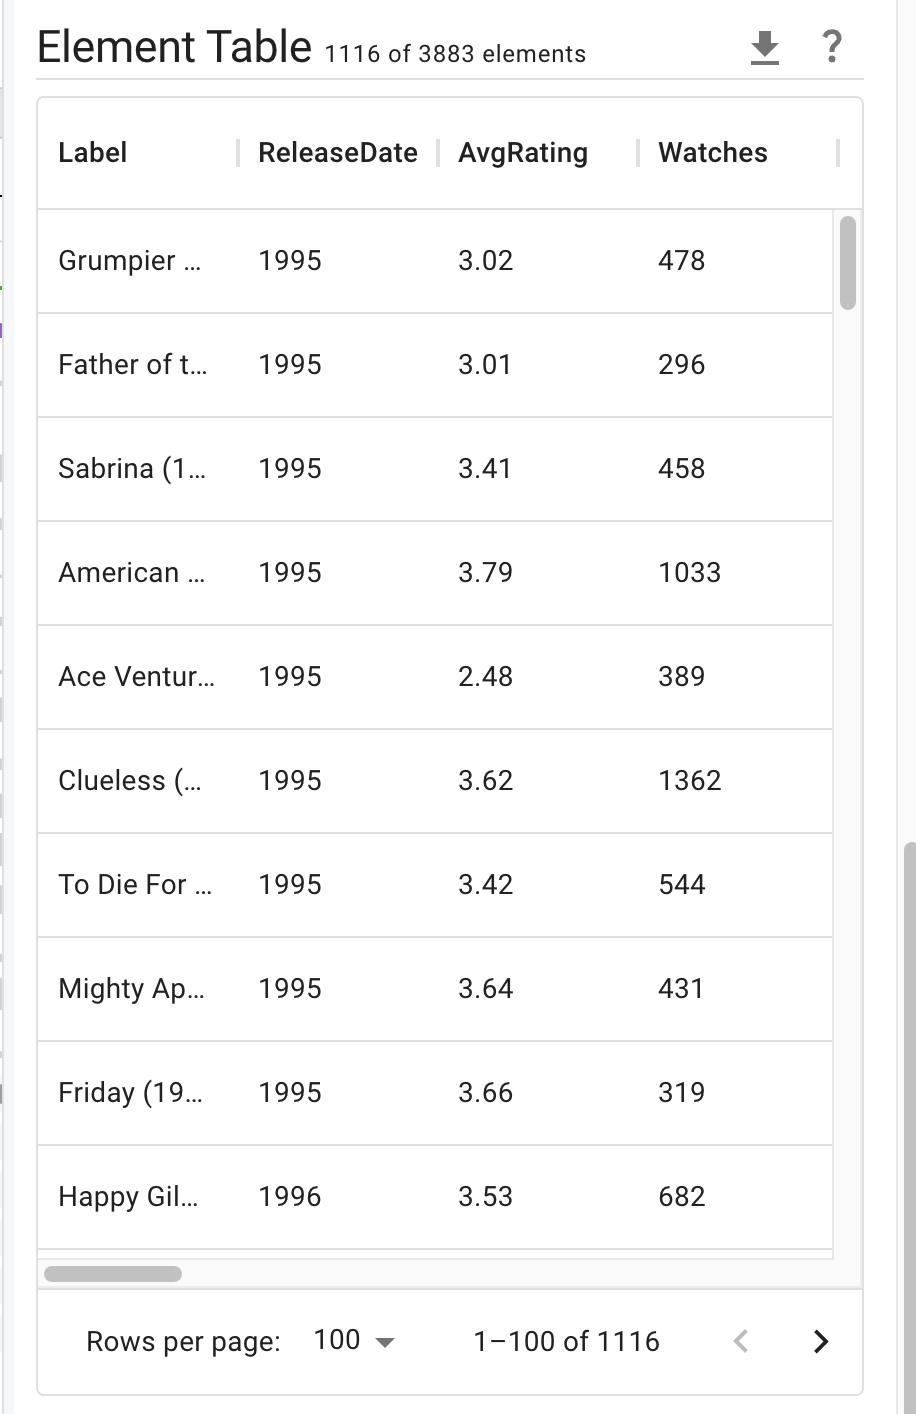 Element Table 1116 of 3883 elements
Label ReleaseDate AvgRating Watches
Grumpier ... 1995 3.02 478
Father of t... 1995 3.01 296
Sabrina (1... 1995 3.41 458
American ... 1995 3.79 1033
Ace Ventur... 1995 2.48 389
Clueless (... 1995 3.62 1362
To Die For ... 1995 3.42 544
Mighty Ap... 1995 3.64 431
Friday (19... 1995 3.66 319
Happy Gil... 1996 3.53 682
Rows per page: 100 1–100 of 1116